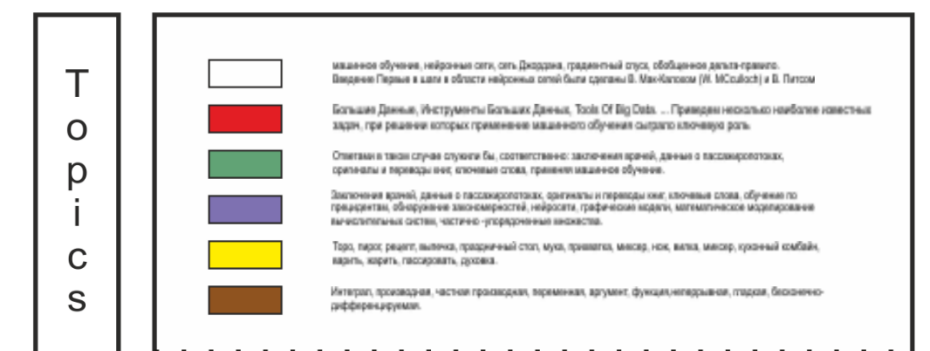 Topics
машинное обучение, нейронные сети, сеть Джордана, градиентный спуск, обобщенное дельта-правило.
Введение Первые в шаги в области нейронных сетей были сделаны В. Мак-Калохом (W. MCculloch) и В. Питсом
Большие Данные, Инструменты Больших Данных, Tools Of Big Data. ... Приведем несколько наиболее известных
задач, при решении которых применение машинного обучения сыграло ключевую роль
Ответами в таком случае служили бы, соответственно: заключения врачей, данные о пассажиропотоках,
оригиналы и переводы книг, ключевые слова, применяя машинное обучение.
Заключения врачей, данные о пассажиропотоках, оригиналы и переводы книг, ключевые слова, обучение по
прецидентам, обнаружение закономерностей, нейросети, графические модели, математическое моделирование
вычислительных систем, частично -упорядоченные множества.
пирог, рецепт, выпечка, праздничный стол, мука, прихватка, миксер, нож, вилка, миксер, кухонный комбайн,
варить, жарить, пассировать, духовка.
Интеграл, производная, частная производная, переменная, аргумент, функция,непрерывная, гладкая, бесконечно-
дифференцируемая.